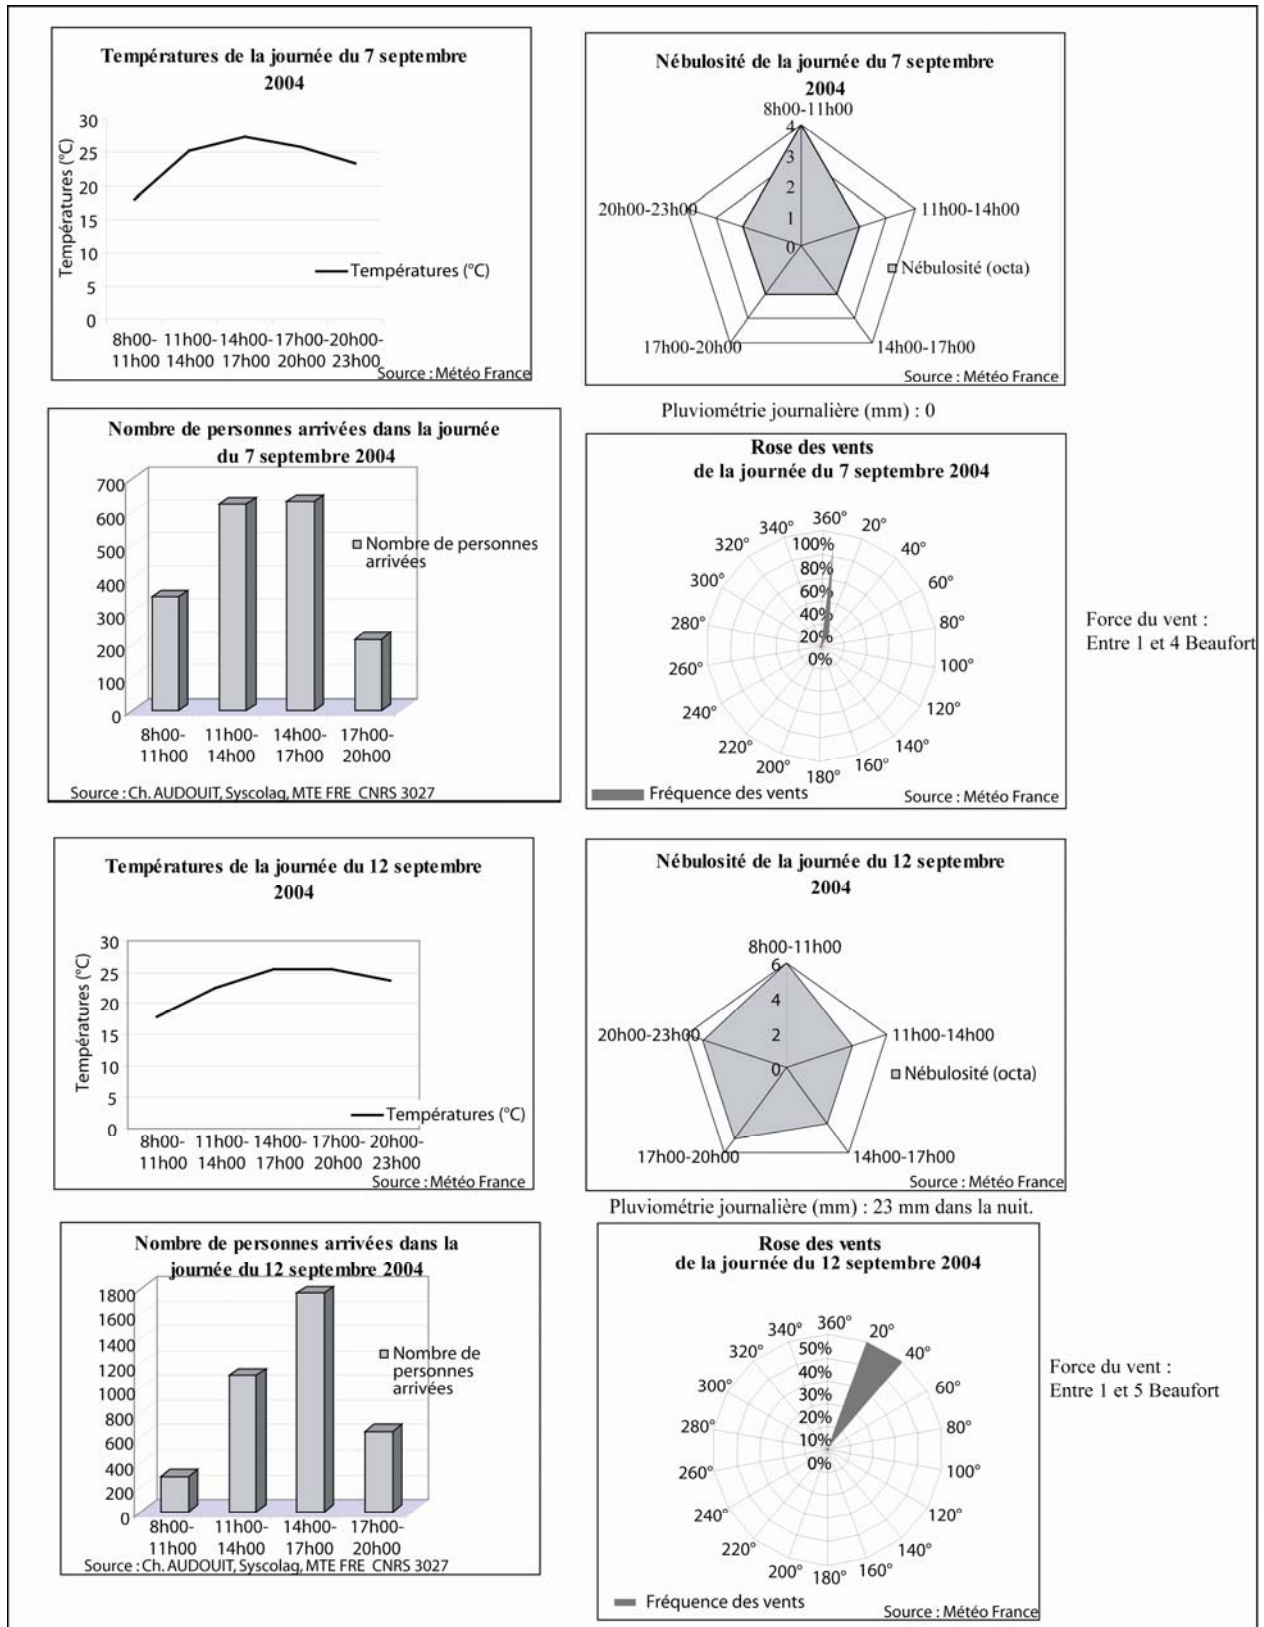 Températures de la journée du 7 septembre
2004
30
25
20
15
10
5
0
Températures (°C)
Températures (°C)
8h00- 11h00- 14h00- 17h00- 20h00-
11h00 14h00 17h00 20h00 23h00
Source : Météo France
Nébulosité de la journée du 7 septembre
2004
8h00-11h00
4
3
2
1
0
20h00-23h00
11h00-14h00
Nébulosité (octa)
17h00-20h00
14h00-17h00
Source : Météo France
Pluviométrie journalière (mm) : 0
Nombre de personnes arrivées dans la journée
du 7 septembre 2004
700
600
500
400
300
200
100
0
Nombre de personnes
arrivées
8h00- 11h00- 14h00- 17h00-
11h00 14h00 17h00 20h00
Source : Ch. AUDOUIT, Syscolag, MTE FRE CNRS 3027
Rose des vents
de la journée du 7 septembre 2004
360°
20°
40°
60°
80°
100°
120°
140°
160°
180°
200°
220°
240°
260°
280°
300°
320°
340°
100%
80%
60%
40%
20%
0%
Fréquence des vents
Source : Météo France
Force du vent :
Entre 1 et 4 Beaufort
Températures de la journée du 12 septembre
2004
30
25
20
15
10
5
0
Températures (°C)
Températures (°C)
8h00- 11h00- 14h00- 17h00- 20h00-
11h00 14h00 17h00 20h00 23h00
Source : Météo France
Nébulosité de la journée du 12 septembre
2004
8h00-11h00
6
4
2
0
20h00-23h00
11h00-14h00
Nébulosité (octa)
17h00-20h00
14h00-17h00
Source : Météo France
Pluviométrie journalière (mm) : 23 mm dans la nuit.
Nombre de personnes arrivées dans la
journée du 12 septembre 2004
1800
1600
1400
1200
1000
800
600
400
200
0
Nombre de
personnes
arrivées
8h00- 11h00- 14h00- 17h00-
11h00 14h00 17h00 20h00
Source : Ch. AUDOUIT, Syscolag, MTE FRE CNRS 3027
Rose des vents
de la journée du 12 septembre 2004
360°
20°
40°
60°
80°
100°
120°
140°
160°
180°
200°
220°
240°
260°
280°
300°
320°
340°
50%
40%
30%
20%
10%
0%
Fréquence des vents
Source : Météo France
Force du vent :
Entre 1 et 5 Beaufort